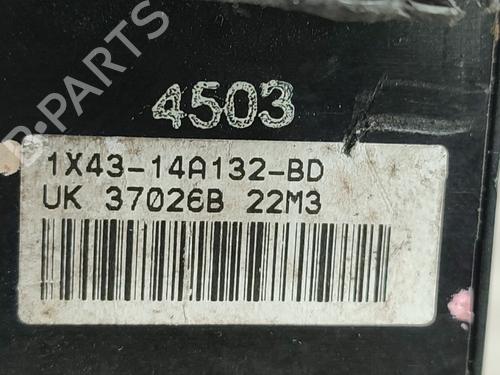 B-PARTS
4503
1X43-14A132-BD
UK 37026B 22M3